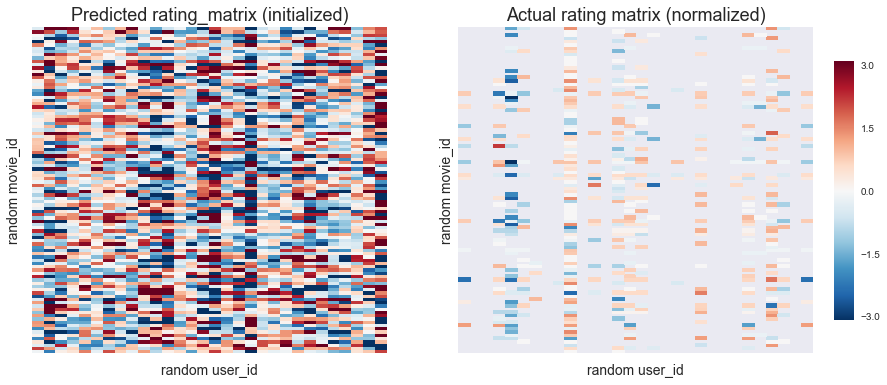 Predicted rating_matrix (initialized)
Actual rating matrix (normalized)
random movie_id
random movie_id
3.0
1.5
0.0
−1.5
−3.0
random user_id
random user_id